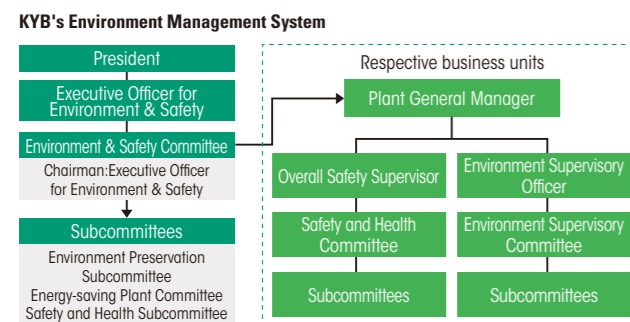 KYB's Environment Management System
President
Executive Officer for
Environment & Safety
Environment & Safety Committee
Chairman:Executive Officer
for Environment & Safety
Subcommittees
Environment Preservation
Subcommittee
Energy-saving Plant Committee
Safety and Health Subcommittee
Respective business units
Plant General Manager
Overall Safety Supervisor
Safety and Health
Committee
Subcommittees
Environment Supervisory
Officer
Environment Supervisory
Committee
Subcommittees